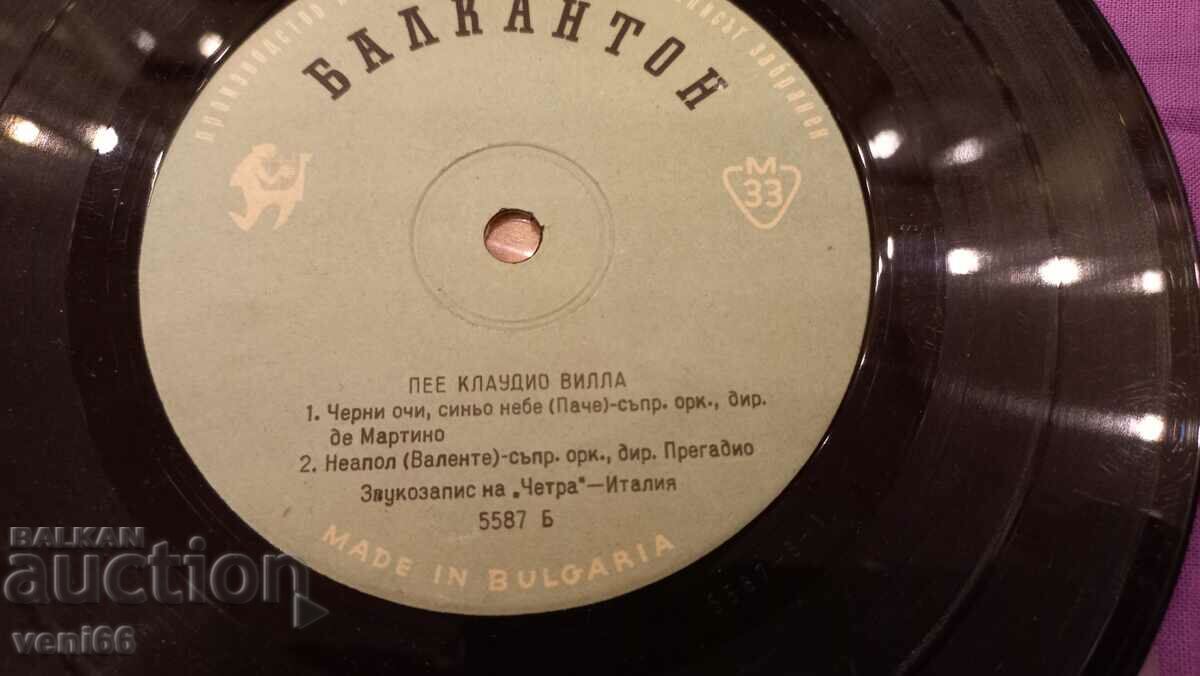 БАЛКАНТОН
забранен
М
33
ПЕЕ КЛАУДИО ВИЛЛА
1. Черни очи, синьо небе (Паче)-съпр. орк., дир.
де Мартино
2. Неапол (Валенте)-съпр. орк., дир. Прегадио
Звукозапис на „Четра"—Италия
5587 Б
MADE IN BULGARIA
BALKAN
auction
veni66